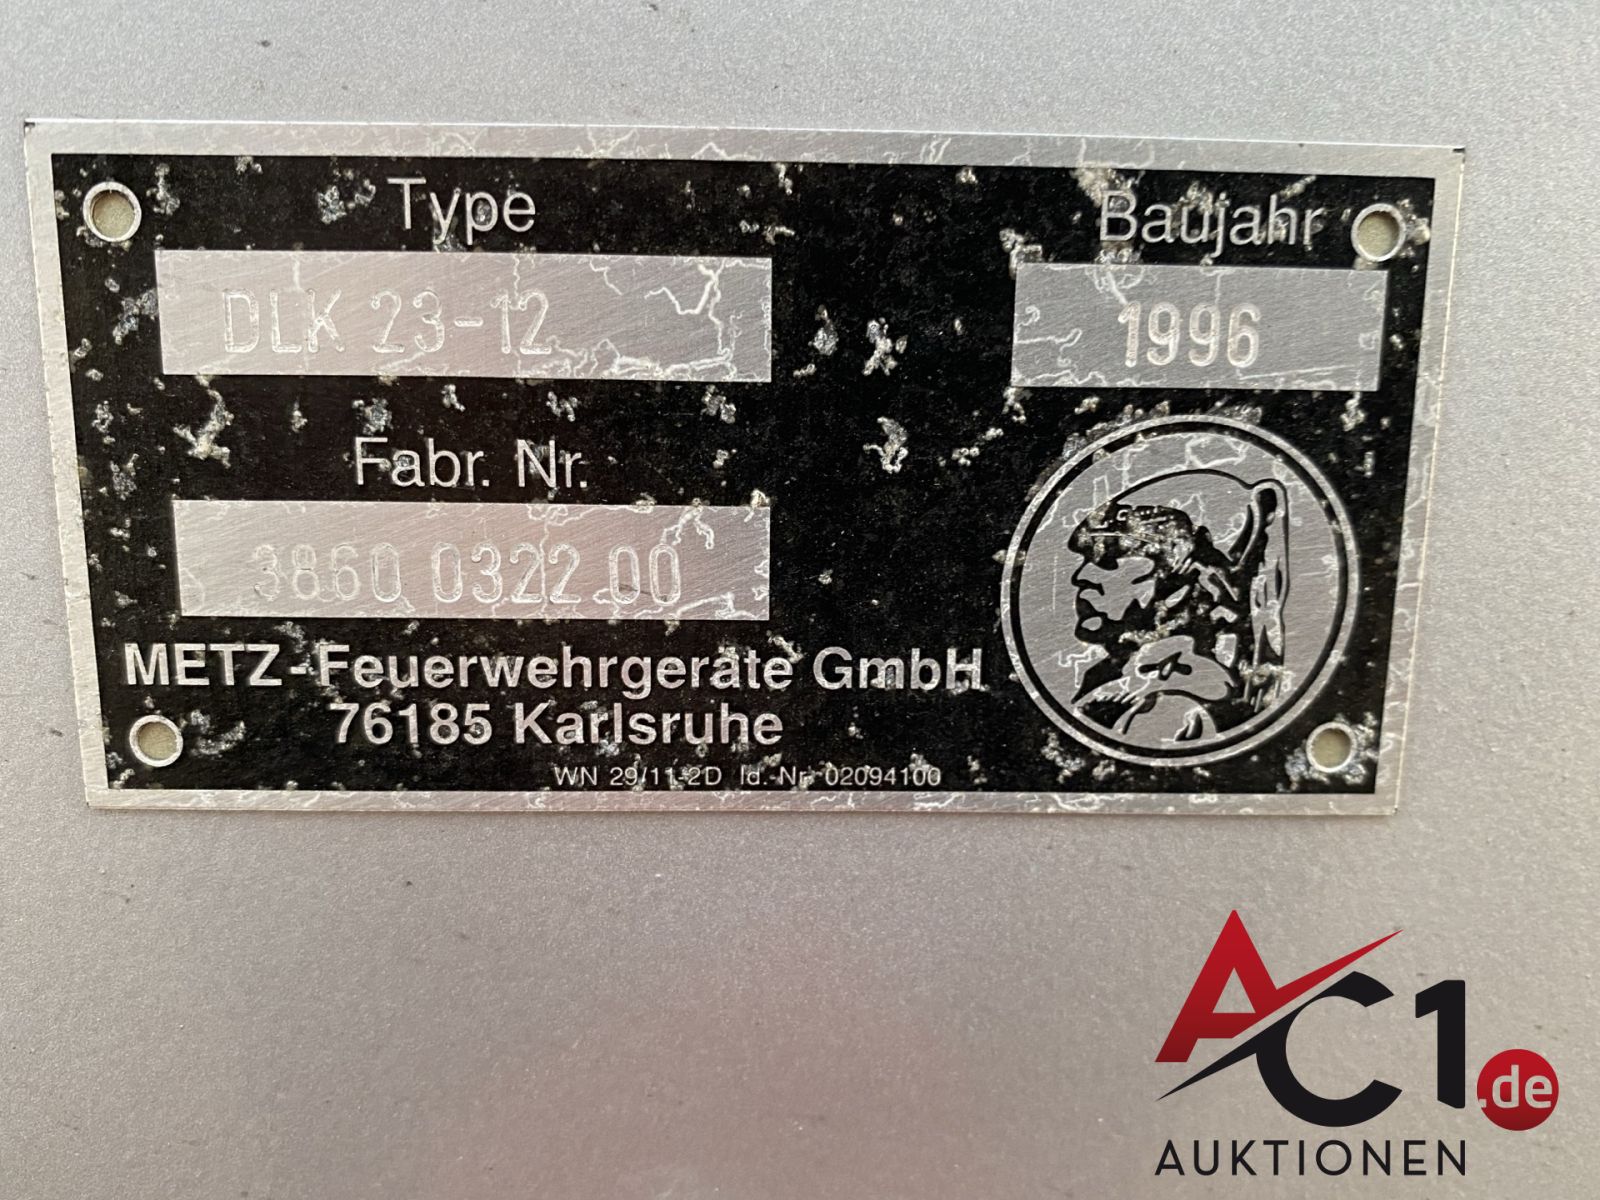 Type
Baujahr
DLK 23-12
1996
Fabr. Nr.
3860 0322 00
METZ-Feuerwehrgeräte GmbH
76185 Karlsruhe
WN 29/11-2D Id.-Nr. 02094100
AC1.de
AUKTIONEN